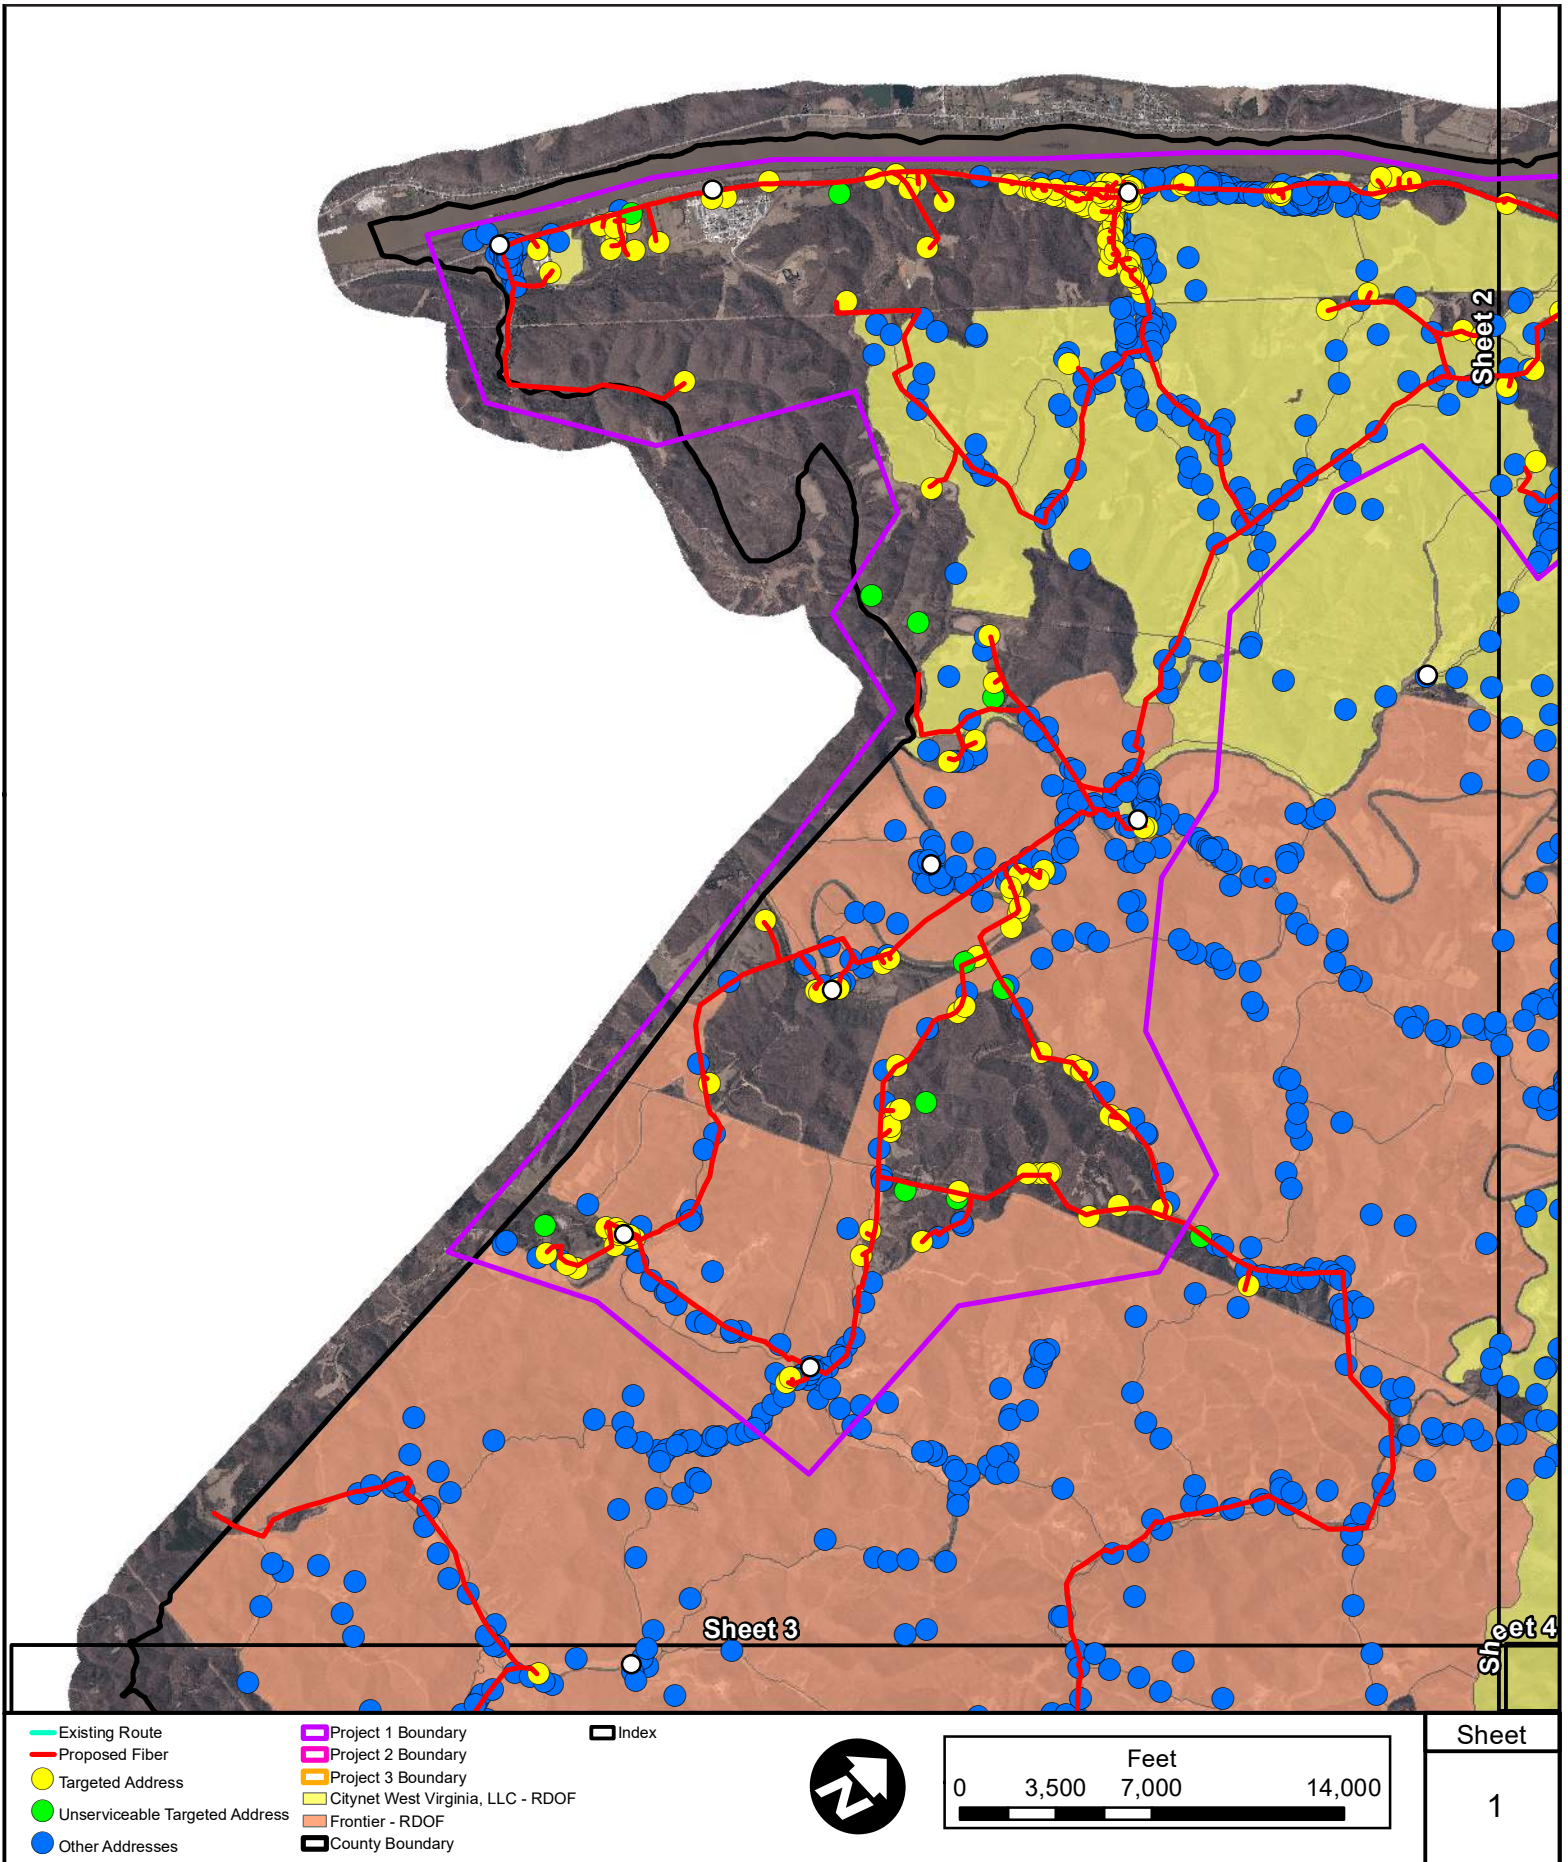 Sheet 2
Sheet 3
Sheet 4
Existing Route
Proposed Fiber
Targeted Address
Unserviceable Targeted Address
Other Addresses
Project 1 Boundary
Project 2 Boundary
Project 3 Boundary
Citynet West Virginia, LLC - RDOF
Frontier - RDOF
County Boundary
Index
N
Feet
0 3,500 7,000 14,000
Sheet
1